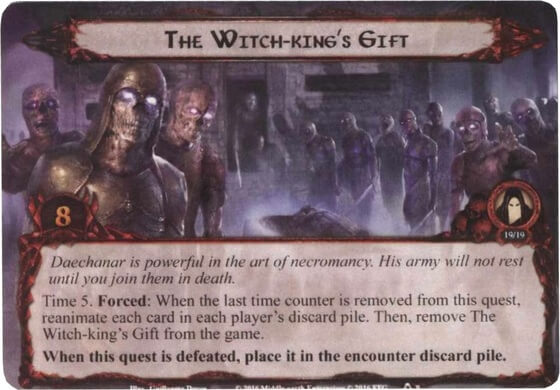 The Witch-king's Gift
8
19/19
Daechanar is powerful in the art of necromancy. His army will not rest
until you join them in death.
Time 5. Forced: When the last time counter is removed from this quest,
reanimate each card in each player's discard pile. Then, remove The
Witch-king's Gift from the game.
When this quest is defeated, place it in the encounter discard pile.